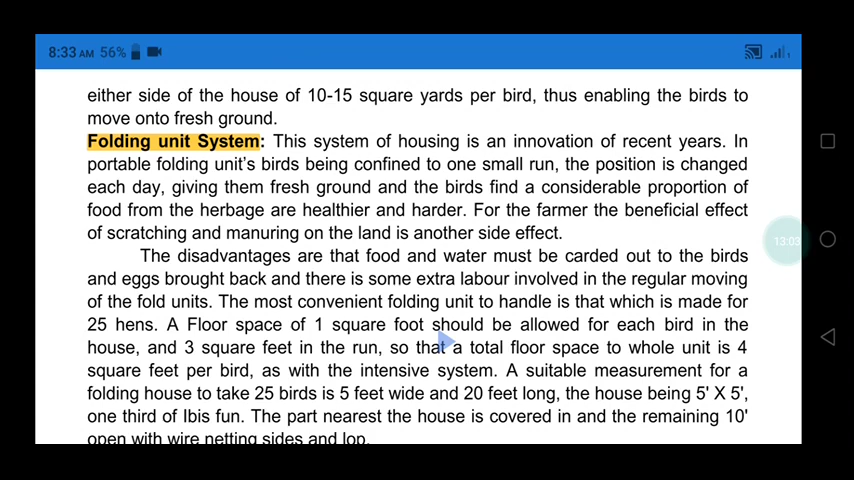 8:33 AM 56%
either side of the house of 10-15 square yards per bird, thus enabling the birds to
move onto fresh ground.
Folding unit System: This system of housing is an innovation of recent years. In
portable folding unit's birds being confined to one small run, the position is changed
each day, giving them fresh ground and the birds find a considerable proportion of
food from the herbage are healthier and harder. For the farmer the beneficial effect
of scratching and manuring on the land is another side effect.
The disadvantages are that food and water must be carded out to the birds
and eggs brought back and there is some extra labour involved in the regular moving
of the fold units. The most convenient folding unit to handle is that which is made for
25 hens. A Floor space of 1 square foot should be allowed for each bird in the
house, and 3 square feet in the run, so that a total floor space to whole unit is 4
square feet per bird, as with the intensive system. A suitable measurement for a
folding house to take 25 birds is 5 feet wide and 20 feet long, the house being 5' X 5',
one third of Ibis fun. The part nearest the house is covered in and the remaining 10'
open with wire netting sides and lop.
13:03